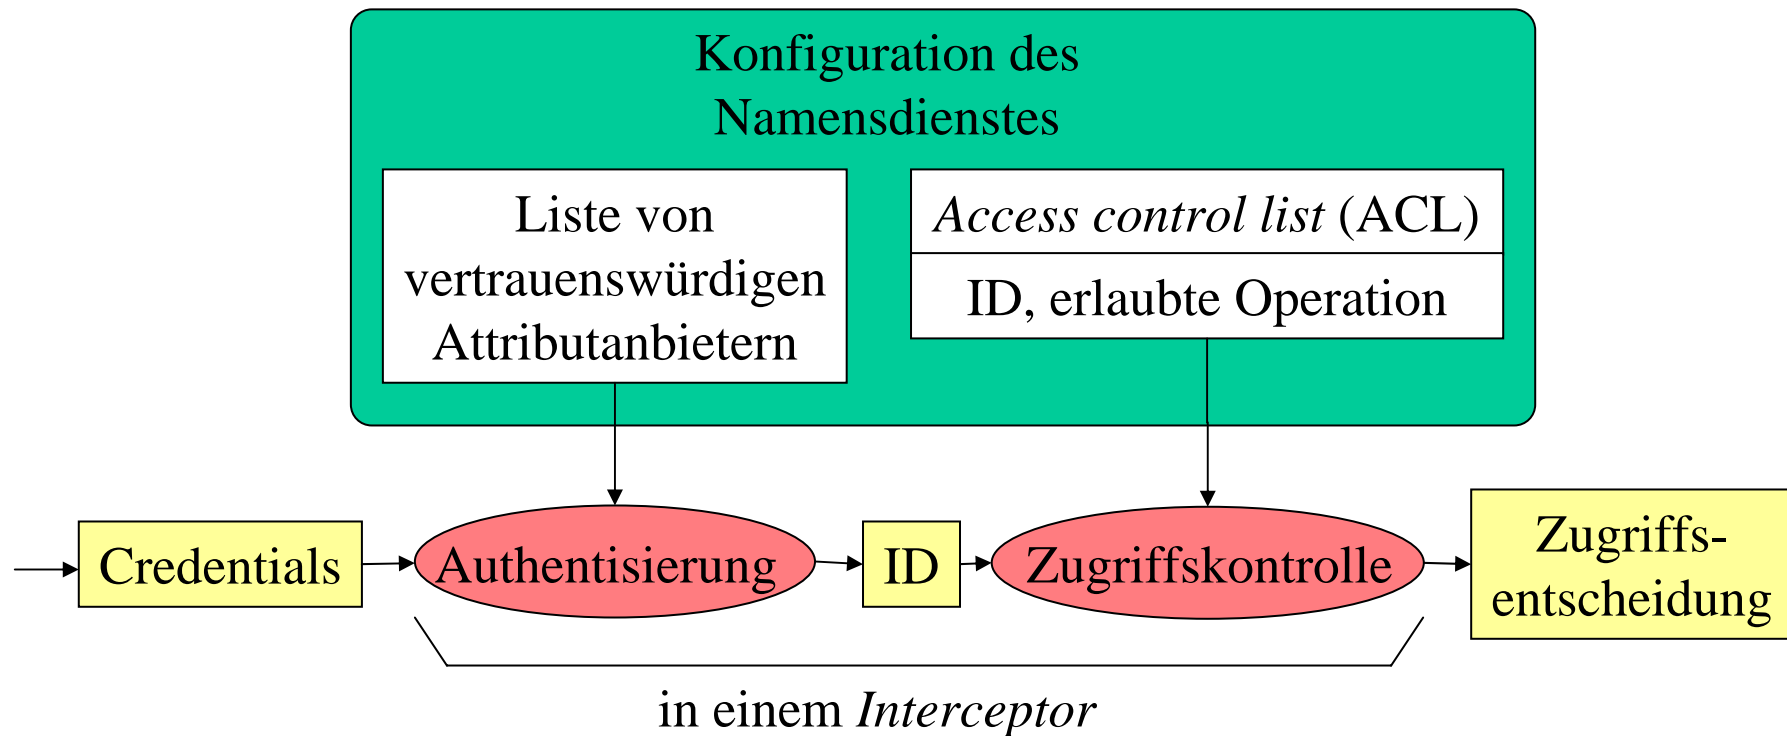 Konfiguration des
Namensdienstes
Liste von
vertrauenswürdigen
Attributanbietern
Access control list (ACL)
ID, erlaubte Operation
Credentials
Authentisierung
ID
Zugriffskontrolle
Zugriffs-
entscheidung
in einem Interceptor